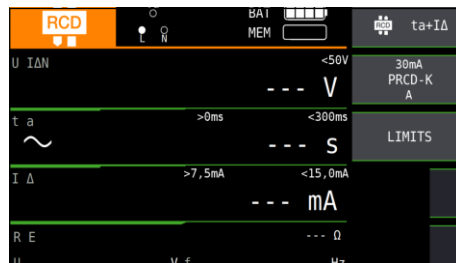 RCD
L N
BAT
MEM
ta+IΔ
U IΔN
<50V
--- V
30mA
PRCD-K
A
t a
>0ms
<300ms
--- s
LIMITS
I Δ
>7,5mA
<15,0mA
--- mA
R E
--- Ω
U
V f
Hz